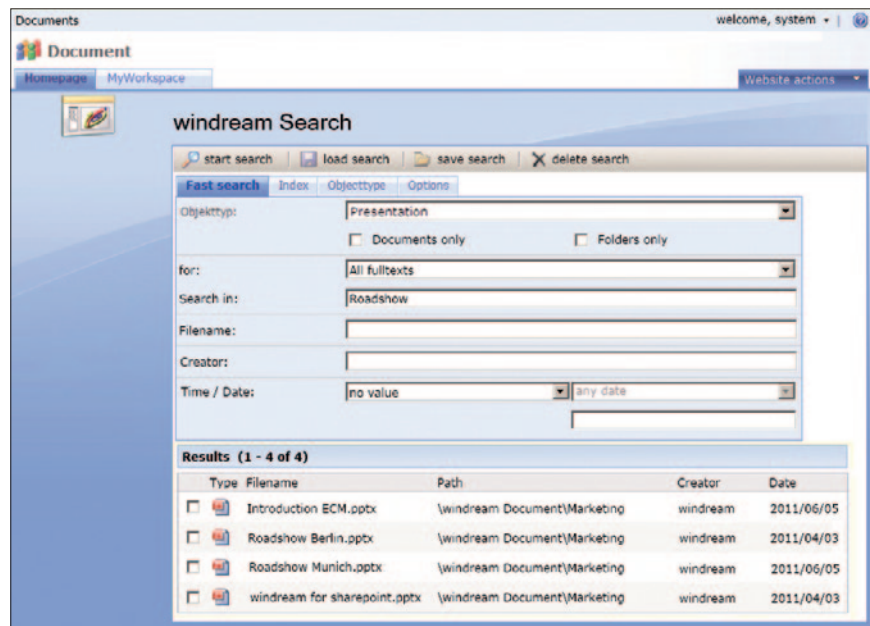 Documents welcome, system
Document
Homepage MyWorkspace Website actions
windream Search
start search load search save search delete search
Fast search Index Objecttype Options
Objekttyp: Presentation
Documents only Folders only
for: All fulltexts
Search in: Roadshow
Filename:
Creator:
Time / Date: no value any date
Results (1 - 4 of 4)
Type Filename Path Creator Date
Introduction ECM.pptx \windream Document\Marketing windream 2011/06/05
Roadshow Berlin.pptx \windream Document\Marketing windream 2011/04/03
Roadshow Munich.pptx \windream Document\Marketing windream 2011/06/05
windream for sharepoint.pptx \windream Document\Marketing windream 2011/04/03